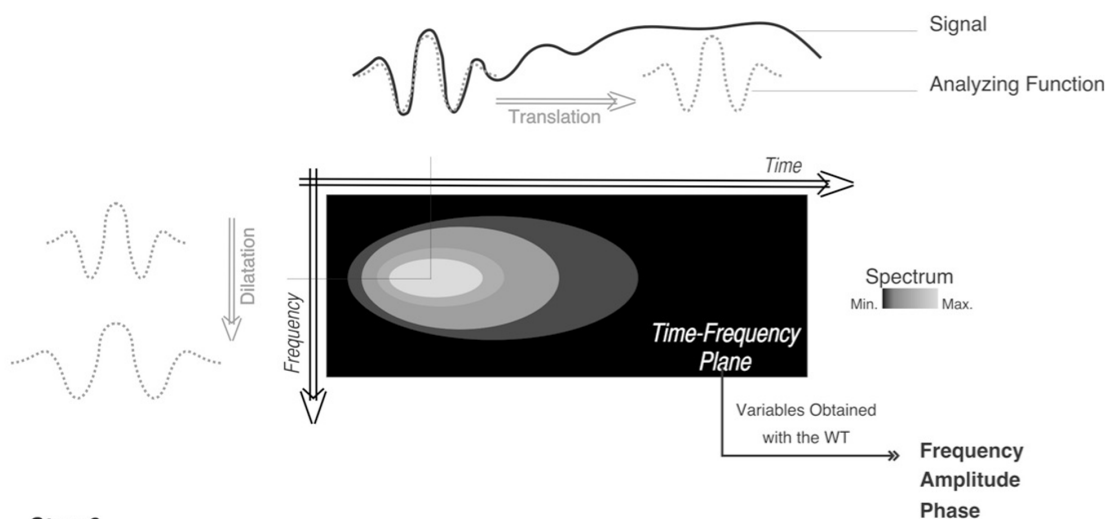 Signal
Analyzing Function
Translation
Time
Dilatation
Frequency
Spectrum
Min.
Max.
Time-Frequency
Plane
Variables Obtained
with the WT
Frequency
Amplitude
Phase